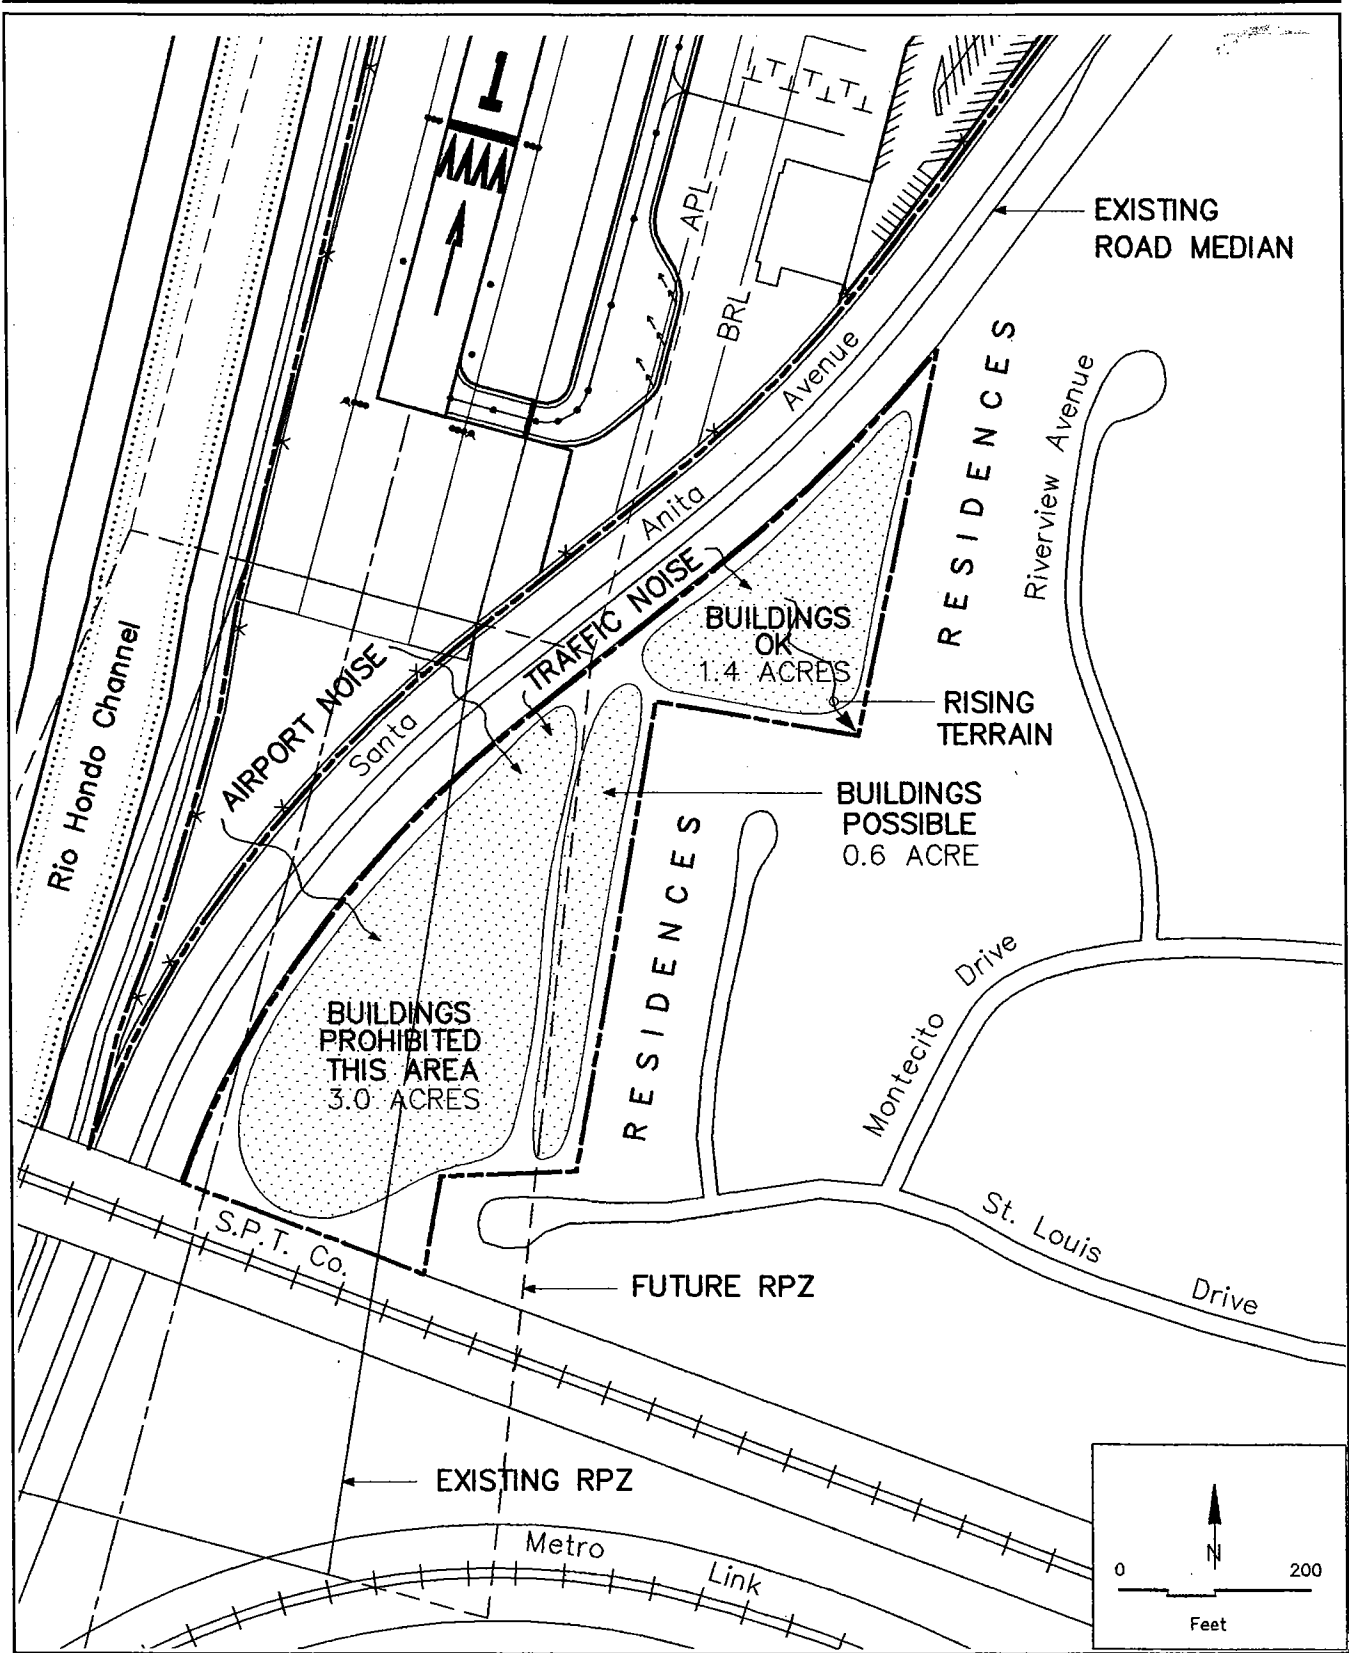 1
APL
BRL
EXISTING
ROAD MEDIAN
Santa Anita Avenue
RESIDENCES
Riverview Avenue
TRAFFIC NOISE
AIRPORT NOISE
Rio Hondo Channel
BUILDINGS
OK
1.4 ACRES
RISING
TERRAIN
BUILDINGS
POSSIBLE
0.6 ACRE
RESIDENCES
BUILDINGS
PROHIBITED
THIS AREA
3.0 ACRES
Montecito Drive
St. Louis Drive
S.P.T. Co.
FUTURE RPZ
EXISTING RPZ
Metro Link
N
0 200
Feet